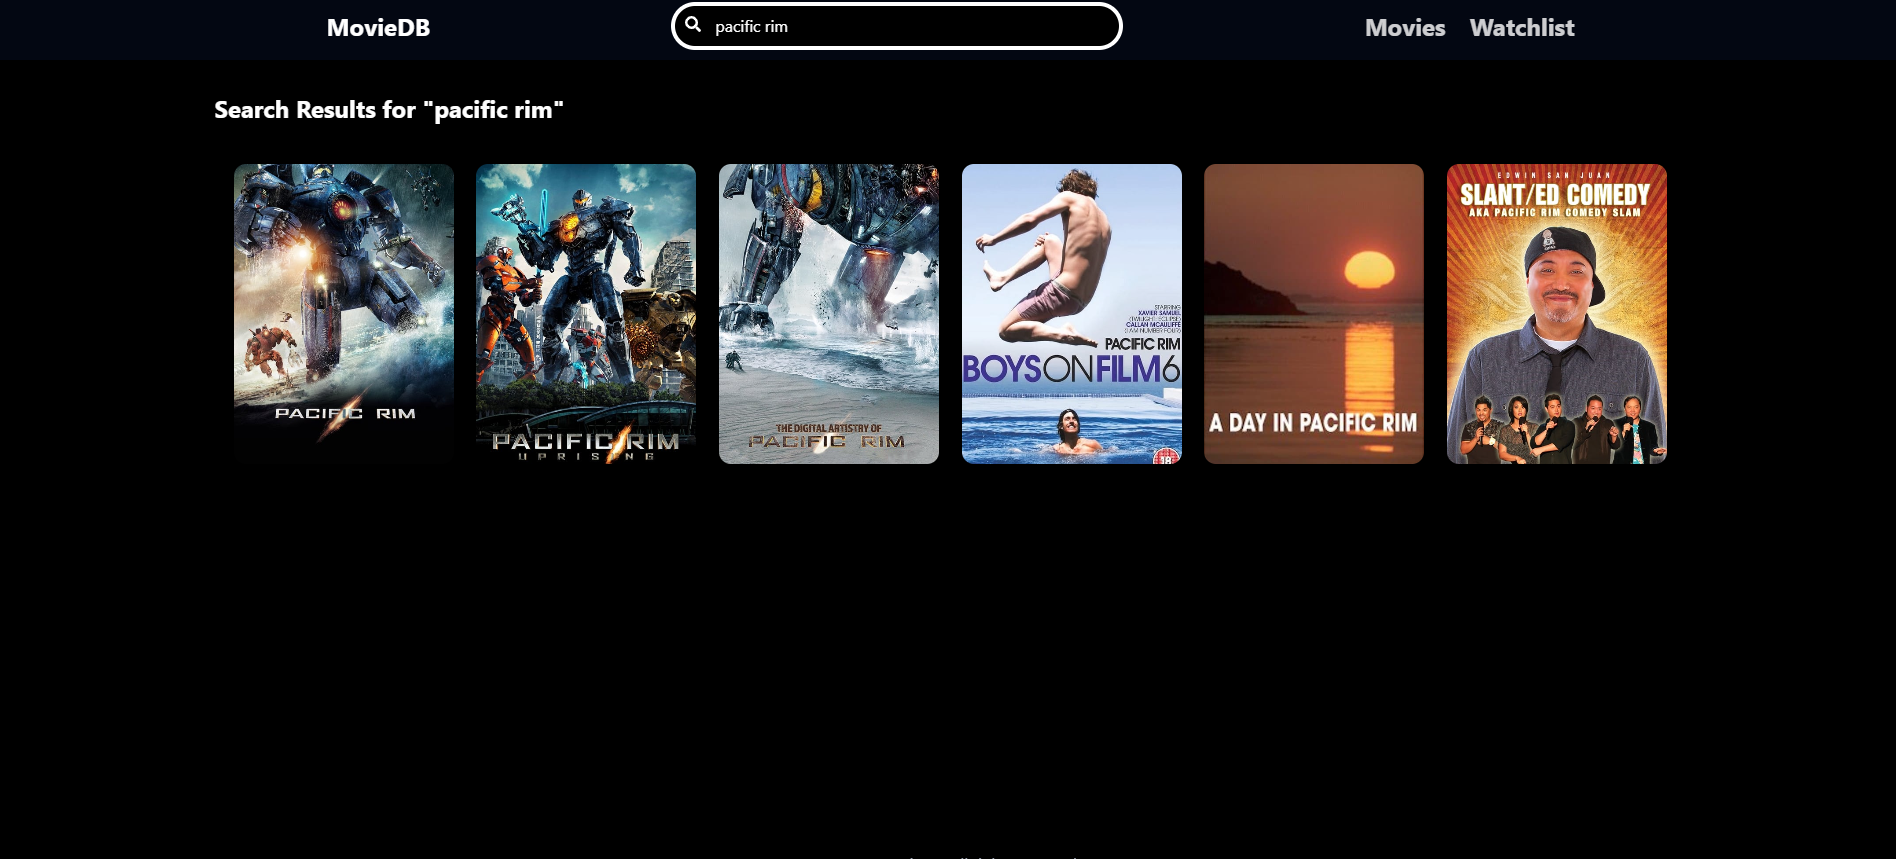 MovieDB
pacific rim
Movies
Watchlist
Search Results for "pacific rim"
PACIFIC RIM
PACIFIC RIM
UPRISING
THE DIGITAL ARTISTRY OF
PACIFIC RIM
STARRING
XAVIER SAMUEL
(TWILIGHT: ECLIPSE)
CALLAN MCAULIFFE
(I AM NUMBER FOUR)
PACIFIC RIM
BOYSONFILM6
18
A DAY IN PACIFIC RIM
EDWIN SAN JUAN
SLANT/ED COMEDY
AKA PACIFIC RIM COMEDY SLAM